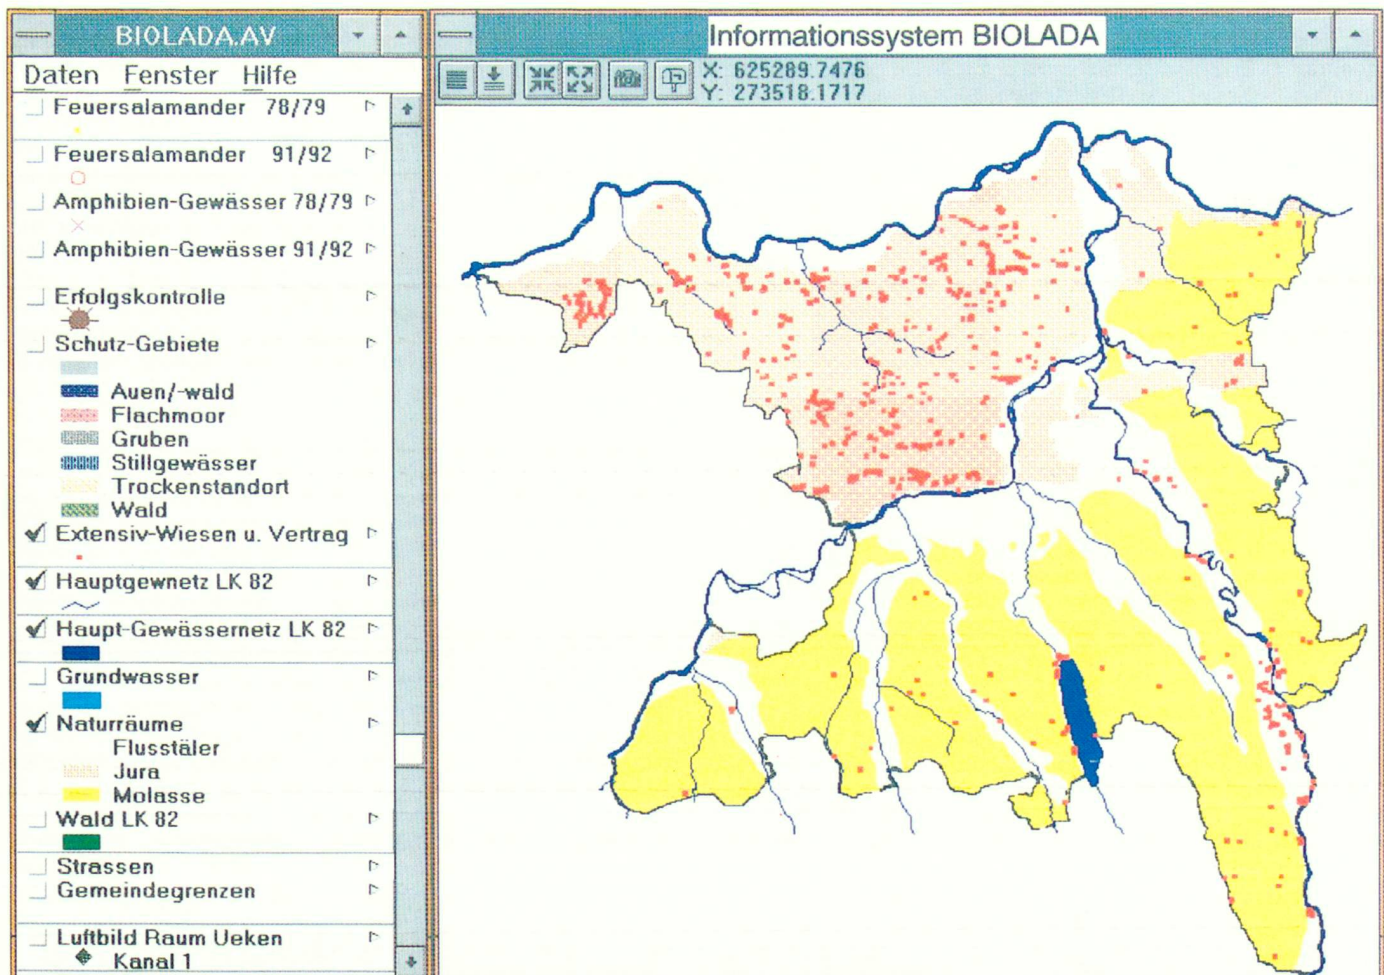 BIOLADA.AV
Daten Fenster Hilfe
Feuersalamander 78/79
Feuersalamander 91/92
Amphibien-Gewässer 78/79
Amphibien-Gewässer 91/92
Erfolgskontrolle
Schutz-Gebiete
Auen/-wald
Flachmoor
Gruben
Stillgewässer
Trockenstandort
Wald
Extensiv-Wiesen u. Vertrag
Hauptgewnetz LK 82
Haupt-Gewässernetz LK 82
Grundwasser
Naturräume
Flusstäler
Jura
Molasse
Wald LK 82
Strassen
Gemeindegrenzen
Luftbild Raum Ueken
Kanal 1
Informationssystem BIOLADA
X: 625289.7476
Y: 273518.1717